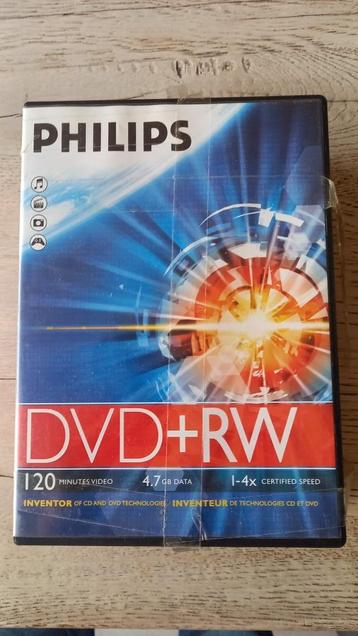 PHILIPS
DVD+RW
120 MINUTES VIDEO 4.7 GB DATA 1-4x CERTIFIED SPEED
INVENTOR OF CD AND DVD TECHNOLOGIES / INVENTEUR DE TECHNOLOGIES CD ET DVD